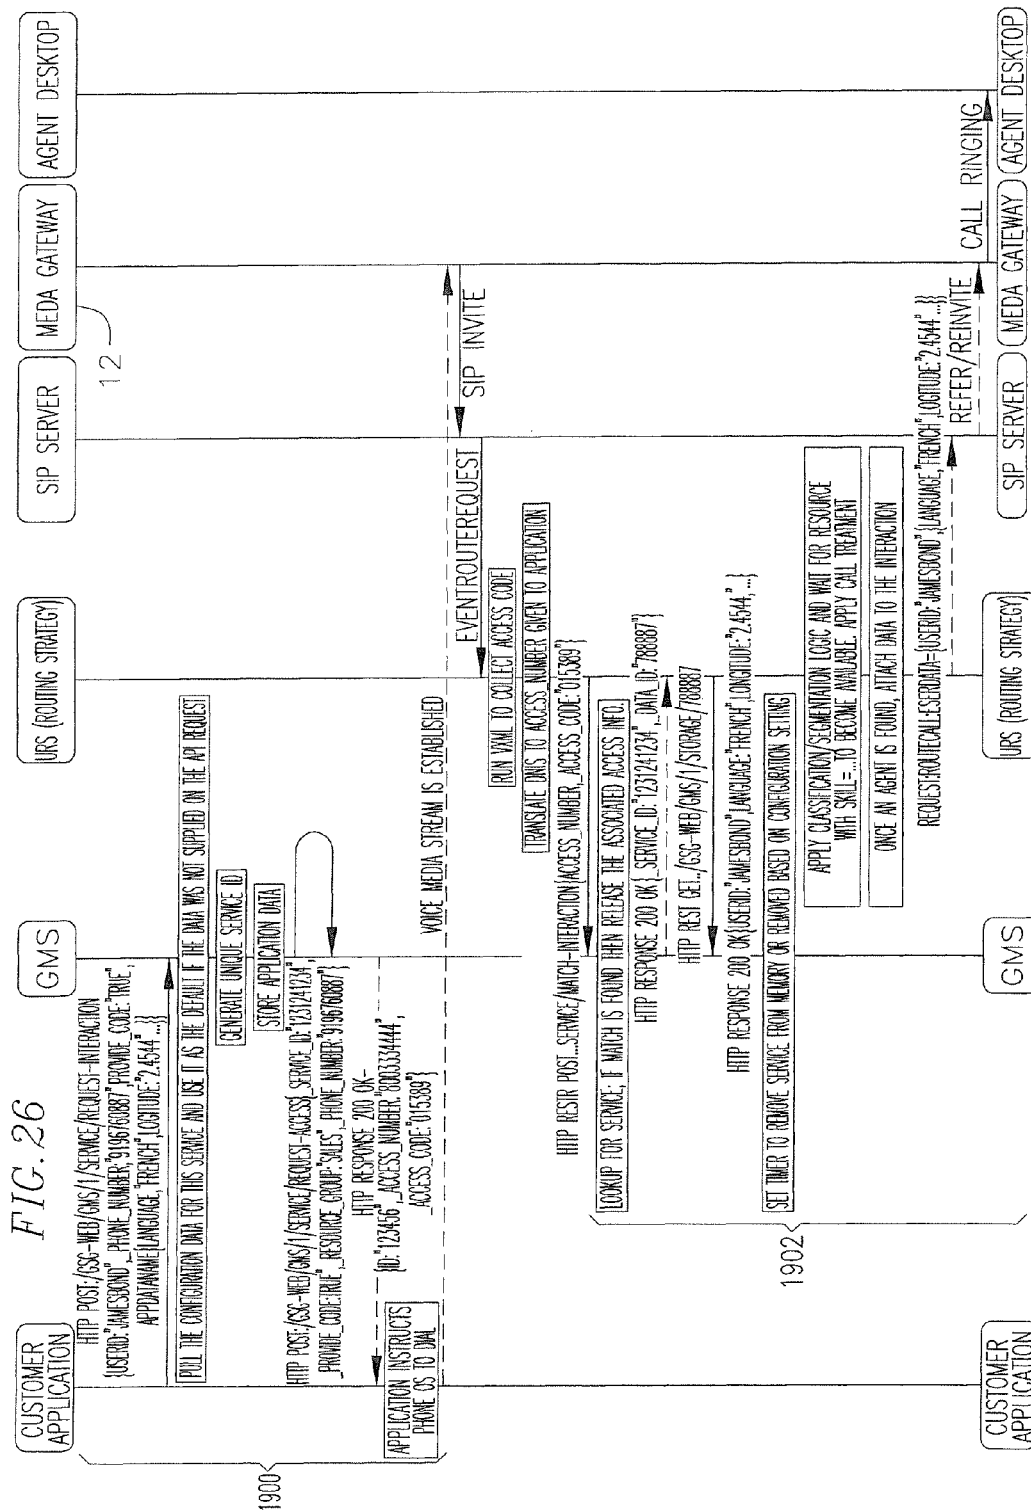 FIG. 26
CUSTOMER
APPLICATION
GMS
URS (ROUTING STRATEGY)
SIP SERVER
MEDA GATEWAY
AGENT DESKTOP
12
HTTP POST:/GSG-WEB/GMS/1/SERVICE/REQUEST-INTERACTION
{USERID:"JAMESBOND",_PHONE_NUMBER,"9196760887",PROVIDE_CODE:"TRUE",
APPDATANAME{LANGUAGE,"FRENCH",LOGITUDE:"2.4544"...}}
PULL THE CONFIGURATION DATA FOR THIS SERVICE AND USE IT AS THE DEFAULT IF THE DATA WAS NOT SUPPLIED ON THE API REQUEST
GENERATE UNIQUE SERVICE ID
STORE APPLICATION DATA
HTTP POST:/GSG-WEB/GMS/1/SERVICE/REQUEST-ACCESS{_SERVICE_ID:"1231241234",
_PROVIDE_CODE:TRUE",_RESOURCE_GROUP:"SALES",_PHONE_NUMBER:"9196760887"}
HTTP RESPONSE 200 OK-
{ID:"123456",_ACCESS_NUMBER:"8003334444",
_ACCESS_CODE:"015389"}
APPLICATION INSTRUCTS
PHONE OS TO DIAL
1900
VOICE MEDIA STREAM IS ESTABLISHED
SIP INVITE
EVENTROUTEREQUEST
RUN VXML TO COLLECT ACCESS CODE
TRANSLATE DNIS TO ACCESS_NUMBER GIVEN TO APPLICATION
HTTP RESTR POST...SERVICE/MATCH-INTERACTION{ACCESS_NUMBER,_ACCESS_CODE:"015389"}
LOOKUP FOR SERVICE; IF MATCH IS FOUND THEN RELEASE THE ASSOCIATED ACCESS INFO.
HTTP RESPONSE 200 OK{_SERVICE_ID:"1231241234",_DATA_ID:"788887"}
HTTP REST GET../GSG-WEB/GMS/1/STORAGE/788887
HTTP RESPONSE 200 OK{USERID:"JAMESBOND",LANGUAGE"FRENCH",LONGITUDE:"2.4544",...}
SET TIMER TO REMOVE SERVICE FROM MEMORY OR REMOVED BASED ON CONFIGURATION SETTING
1902
APPLY CLASSIFICATION/SEGMENTATION LOGIC AND WAIT FOR RESOURCE
WITH SKILL=...TO BECOME AVAILABLE. APPLY CALL TREATMENT
ONCE AN AGENT IS FOUND, ATTACH DATA TO THE INTERACTION
REQUEST:ROUTECALL:ESERDATA={USERID:"JAMESBOND",{LANGUAGE,"FRENCH",LOGITUDE:"2.4544"...}}
REFER/REINVITE
CALL RINGING
CUSTOMER
APPLICATION
GMS
URS (ROUTING STRATEGY)
SIP SERVER
MEDA GATEWAY
AGENT DESKTOP